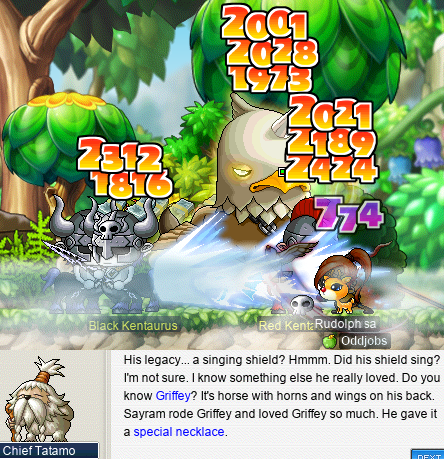 2001
2028
1973
2021
2189
2424
2312
1816
774
Black Kentaurus
Red Kenta
Rudolph sa
Oddjobs
His legacy... a singing shield? Hmmm. Did his shield sing?
I'm not sure. I know something else he really loved. Do you
know Griffey? It's horse with horns and wings on his back.
Sayram rode Griffey and loved Griffey so much. He gave it
a special necklace.
Chief Tatamo
NEXT